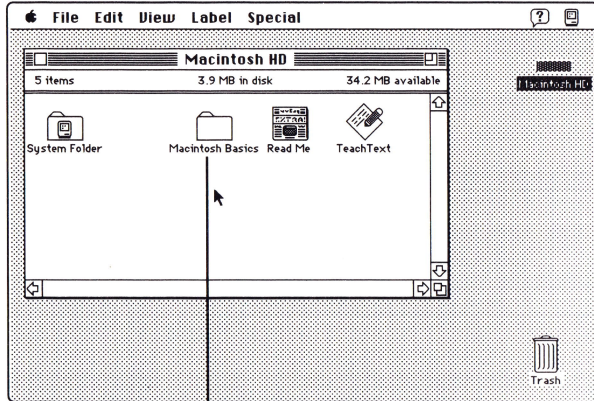 File Edit View Label Special
Macintosh HD
5 items 3.9 MB in disk 34.2 MB available
Macintosh HD
EXTRA!
System Folder Macintosh Basics Read Me TeachText
Trash